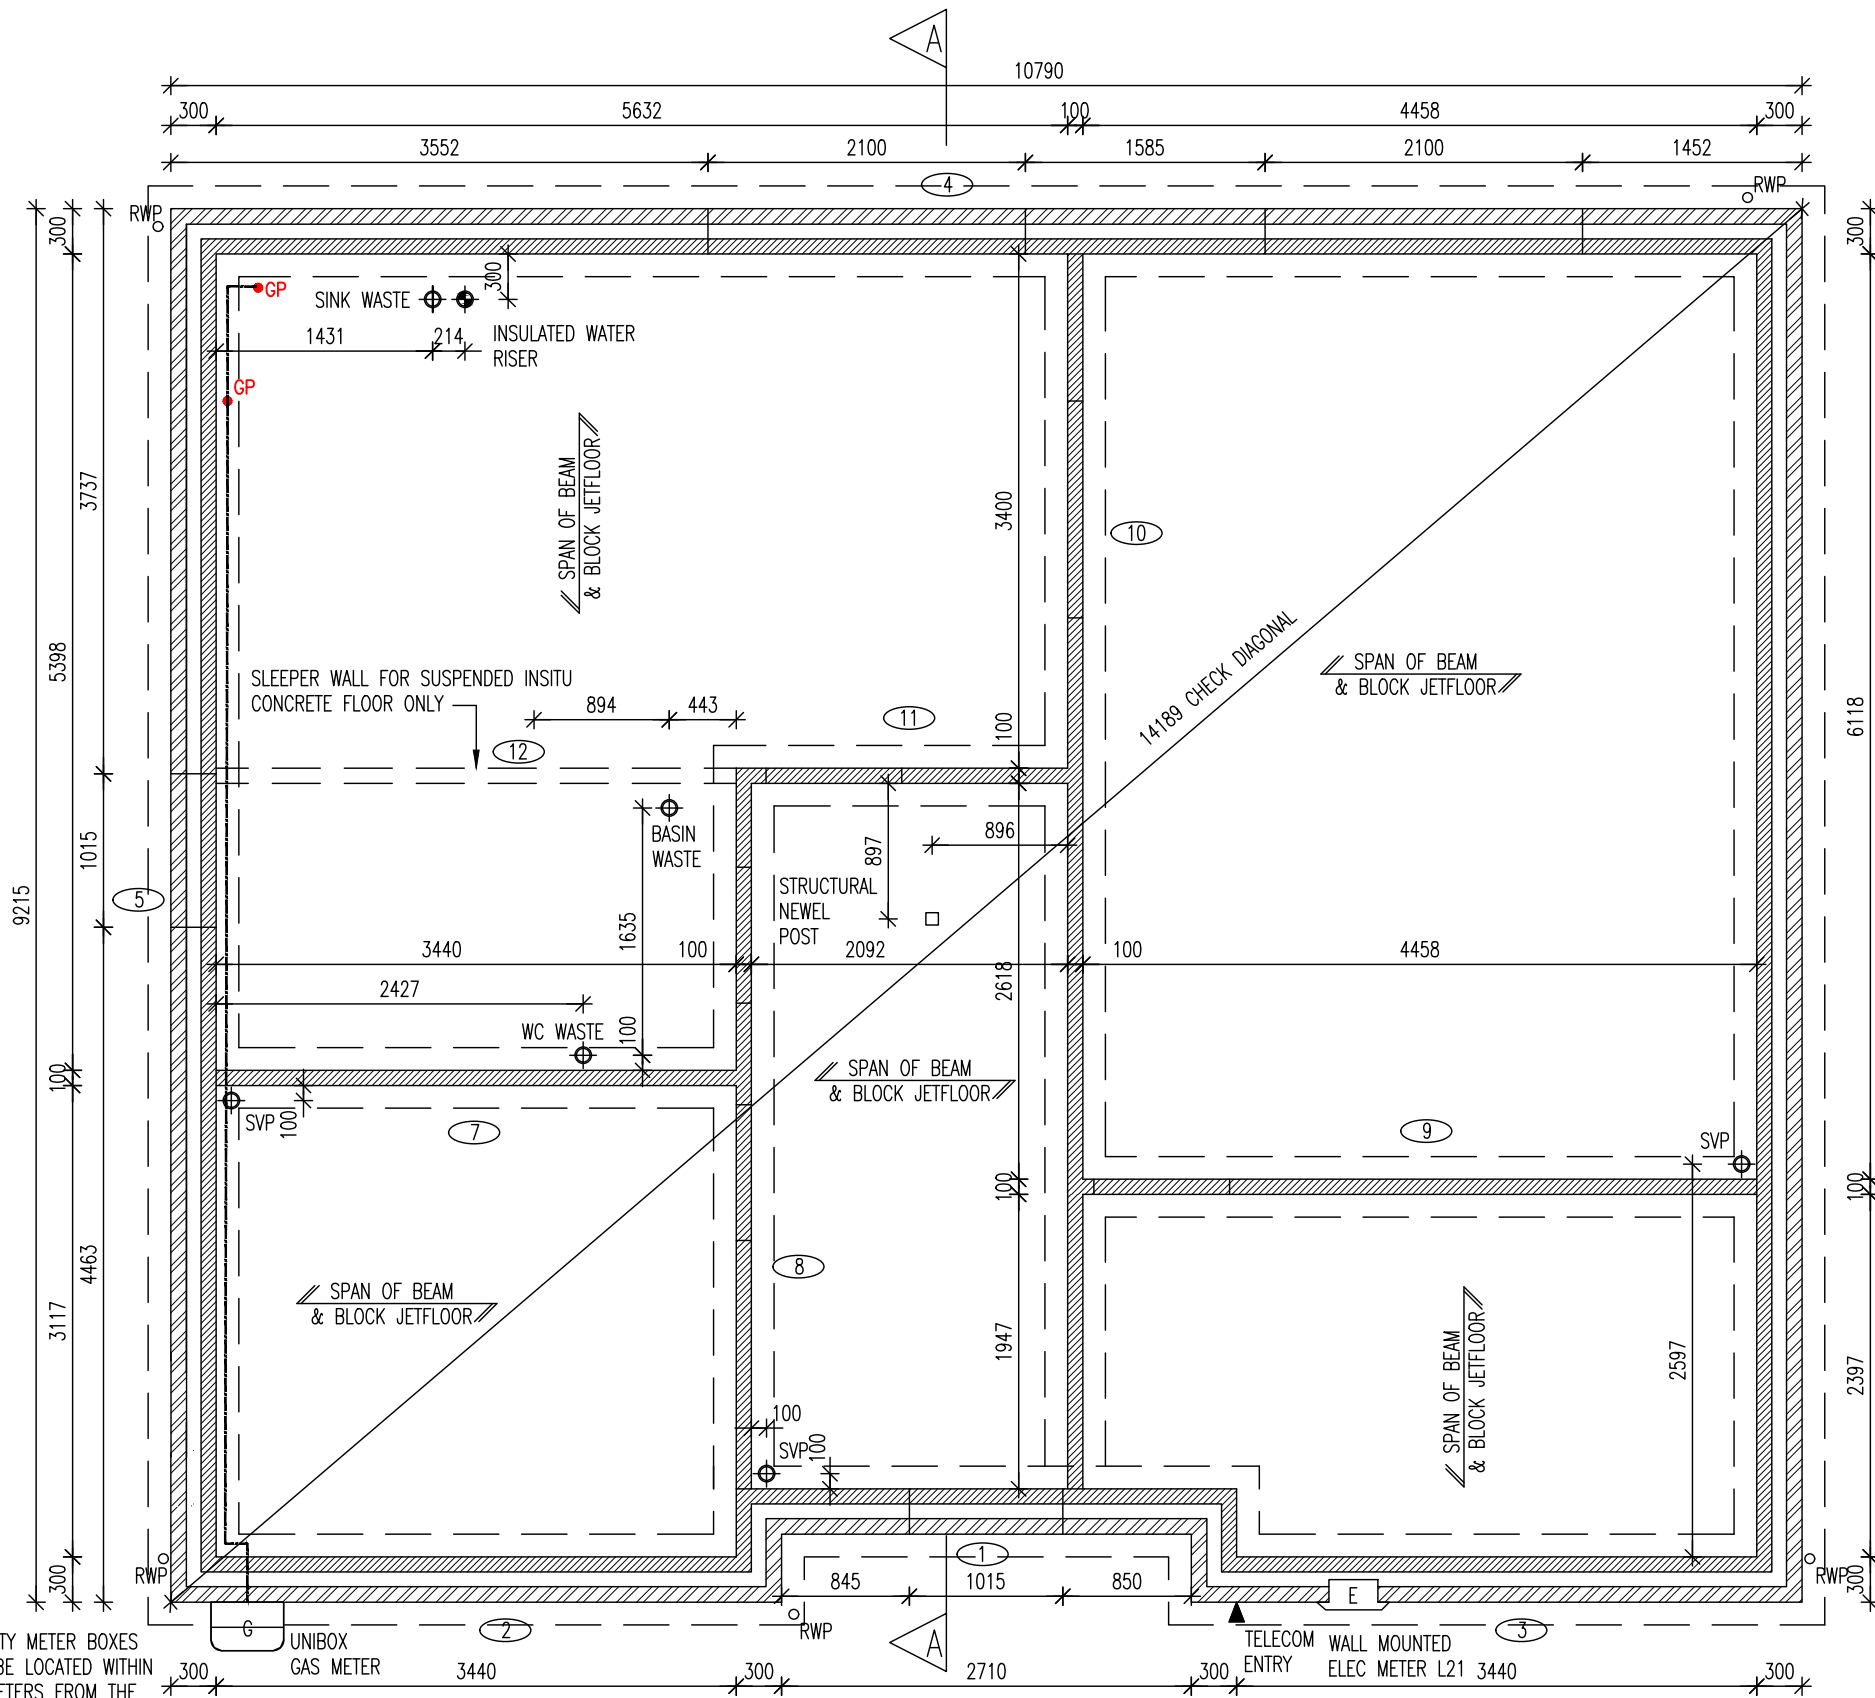 A
10790
300
5632
100
4458
300
3552
2100
1585
2100
1452
4
RWP
RWP
300
300
300
GP
SINK WASTE
1431
214
INSULATED WATER
RISER
GP
3737
5398
9215
SPAN OF BEAM
& BLOCK JETFLOOR
3400
10
14189 CHECK DIAGONAL
SPAN OF BEAM
& BLOCK JETFLOOR
6118
SLEEPER WALL FOR SUSPENDED INSITU
CONCRETE FLOOR ONLY
894
443
11
100
12
BASIN
WASTE
896
897
1015
5
STRUCTURAL
NEWEL
POST
1635
3440
100
2092
100
4458
2618
2427
WC WASTE
100
100
SVP
100
7
SPAN OF BEAM
& BLOCK JETFLOOR
9
SVP
100
100
4463
3117
8
SPAN OF BEAM
& BLOCK JETFLOOR
1947
SPAN OF BEAM
& BLOCK JETFLOOR
2597
2397
100
SVP
100
RWP
300
1
845
1015
850
E
RWP
300
G
UNIBOX
GAS METER
2
RWP
A
TELECOM
ENTRY
WALL MOUNTED
ELEC METER L21
3
TY METER BOXES
BE LOCATED WITHIN
ETERS FROM THE
300
3440
300
2710
300
3440
300